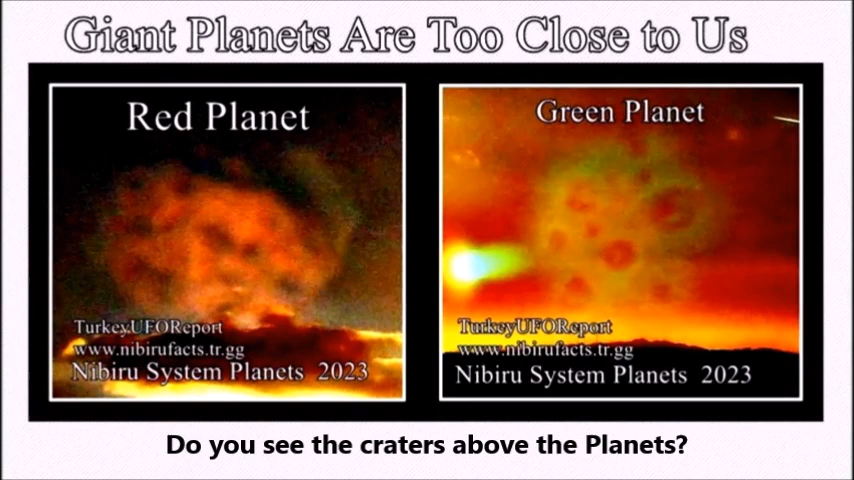 Giant Planets Are Too Close to Us
Red Planet
TurkeyUFOReport
www.nibirufacts.tr.gg
Nibiru System Planets 2023
Green Planet
TurkeyUFOReport
www.nibirufacts.tr.gg
Nibiru System Planets 2023
Do you see the craters above the Planets?